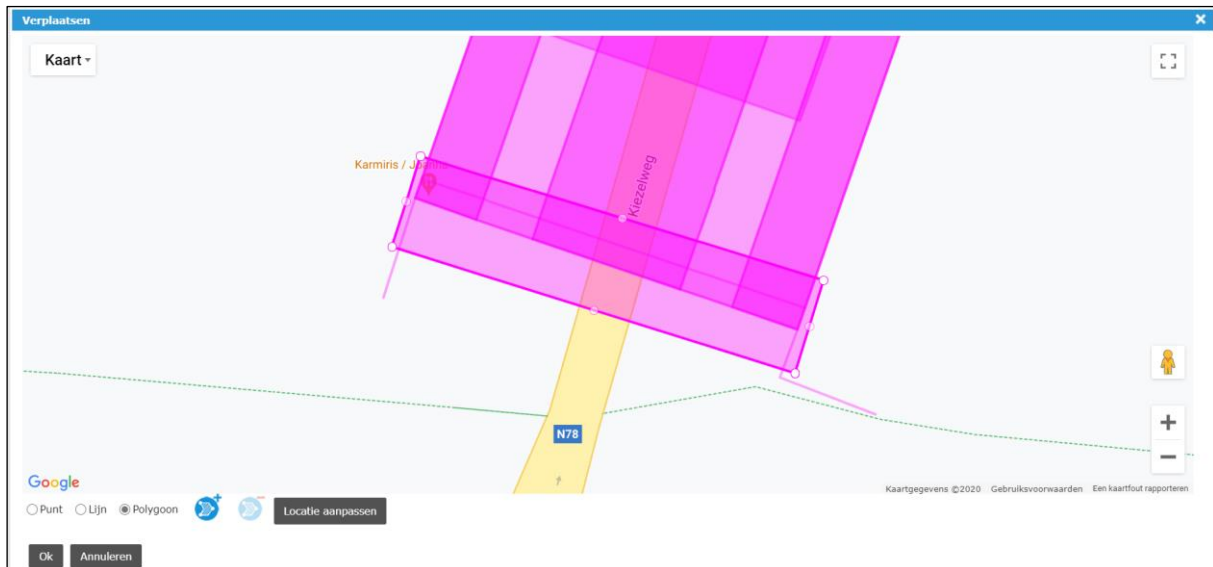 Verplaatsen
Kaart
Karmiris / Joanna
Kiezelweg
N78
Google
Kaartgegevens ©2020 Gebruiksvoorwaarden Een kaartfout rapporteren
Punt Lijn Polygoon Locatie aanpassen
Ok Annuleren